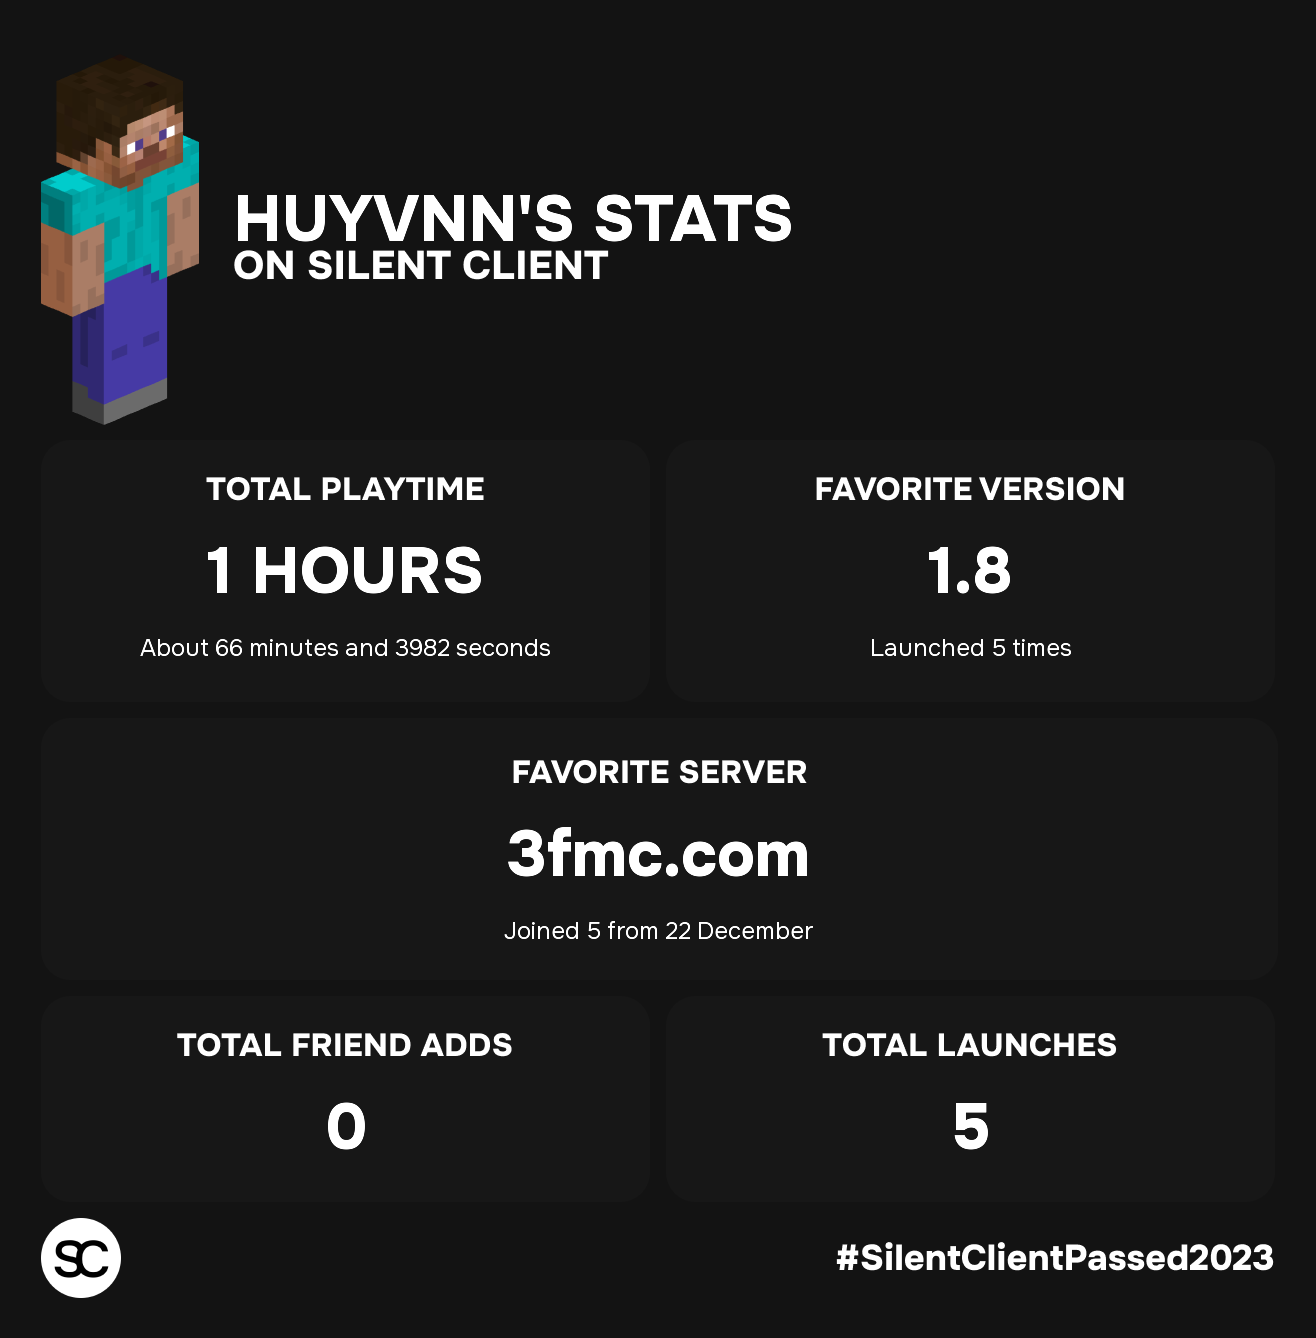 HUYVNN'S STATS
ON SILENT CLIENT
TOTAL PLAYTIME
1 HOURS
About 66 minutes and 3982 seconds
FAVORITE VERSION
1.8
Launched 5 times
FAVORITE SERVER
3fmc.com
Joined 5 from 22 December
TOTAL FRIEND ADDS
0
TOTAL LAUNCHES
5
SC
#SilentClientPassed2023